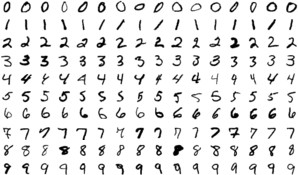 0 0 0 0 0 0 0 0 0 0 0 0 0 0 0 0
1 1 1 1 1 1 1 1 1 1 1 1 1 1 1 1
2 2 2 2 2 2 2 2 2 2 2 2 2 2 2 2
3 3 3 3 3 3 3 3 3 3 3 3 3 3 3 3
4 4 4 4 4 4 4 4 4 4 4 4 4 4 4 4
5 5 5 5 5 5 5 5 5 5 5 5 5 5 5 5
6 6 6 6 6 6 6 6 6 6 6 6 6 6 6 6
7 7 7 7 7 7 7 7 7 7 7 7 7 7 7 7
8 8 8 8 8 8 8 8 8 8 8 8 8 8 8 8
9 9 9 9 9 9 9 9 9 9 9 9 9 9 9 9